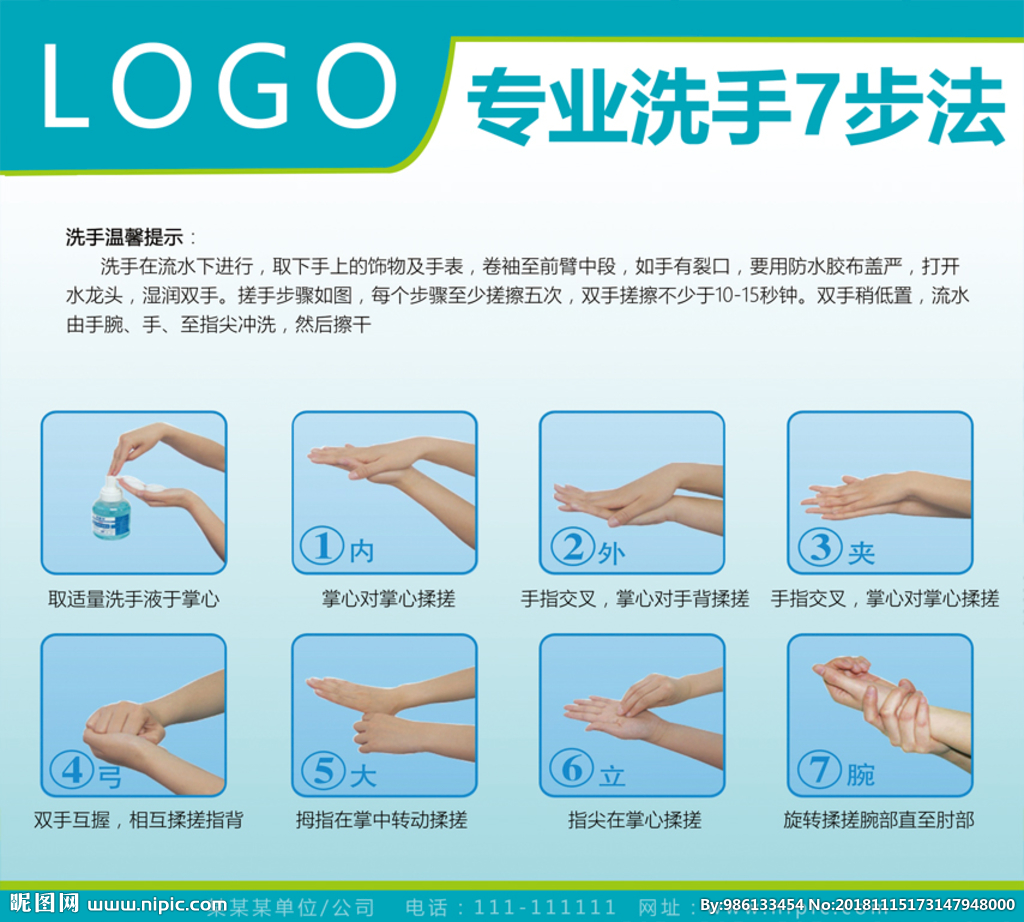 LOGO
专业洗手7步法
洗手温馨提示：
洗手在流水下进行，取下手上的饰物及手表，卷袖至前臂中段，如手有裂口，要用防水胶布盖严，打开
水龙头，湿润双手。搓手步骤如图，每个步骤至少搓擦五次，双手搓擦不少于10-15秒钟。双手稍低置，流水
由手腕、手、至指尖冲洗，然后擦干
①内
②外
③夹
取适量洗手液于掌心
掌心对掌心揉搓
手指交叉，掌心对手背揉搓
手指交叉，掌心对掌心揉搓
④弓
⑤大
⑥立
⑦腕
双手互握，相互揉搓指背
拇指在掌中转动揉搓
指尖在掌心揉搓
旋转揉搓腕部直至肘部
昵图网 www.nipic.com
某某某单位/公司 电话：111-111111 网址：
By:986133454 No:20181115173147948000